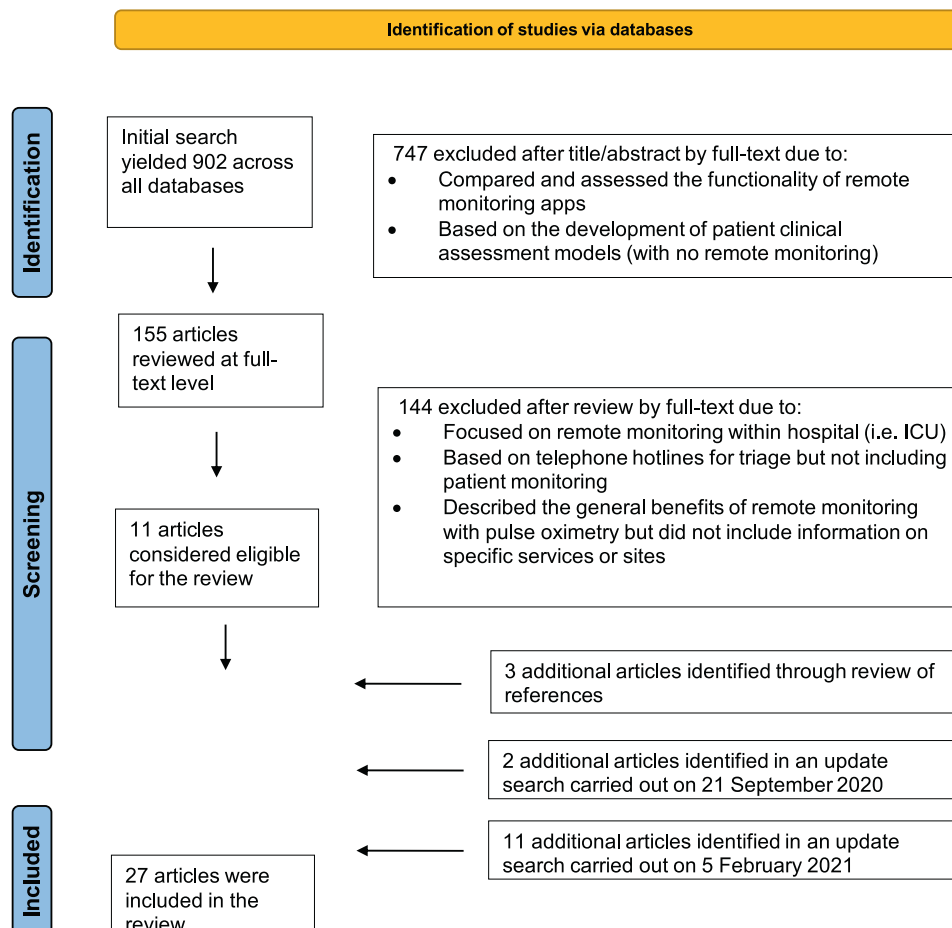 Identification of studies via databases
Identification
Initial search
yielded 902 across
all databases
747 excluded after title/abstract by full-text due to:
• Compared and assessed the functionality of remote
monitoring apps
• Based on the development of patient clinical
assessment models (with no remote monitoring)
Screening
155 articles
reviewed at full-
text level
144 excluded after review by full-text due to:
• Focused on remote monitoring within hospital (i.e. ICU)
• Based on telephone hotlines for triage but not including
patient monitoring
• Described the general benefits of remote monitoring
with pulse oximetry but did not include information on
specific services or sites
11 articles
considered eligible
for the review
3 additional articles identified through review of
references
2 additional articles identified in an update
search carried out on 21 September 2020
Included
11 additional articles identified in an update
search carried out on 5 February 2021
27 articles were
included in the
review